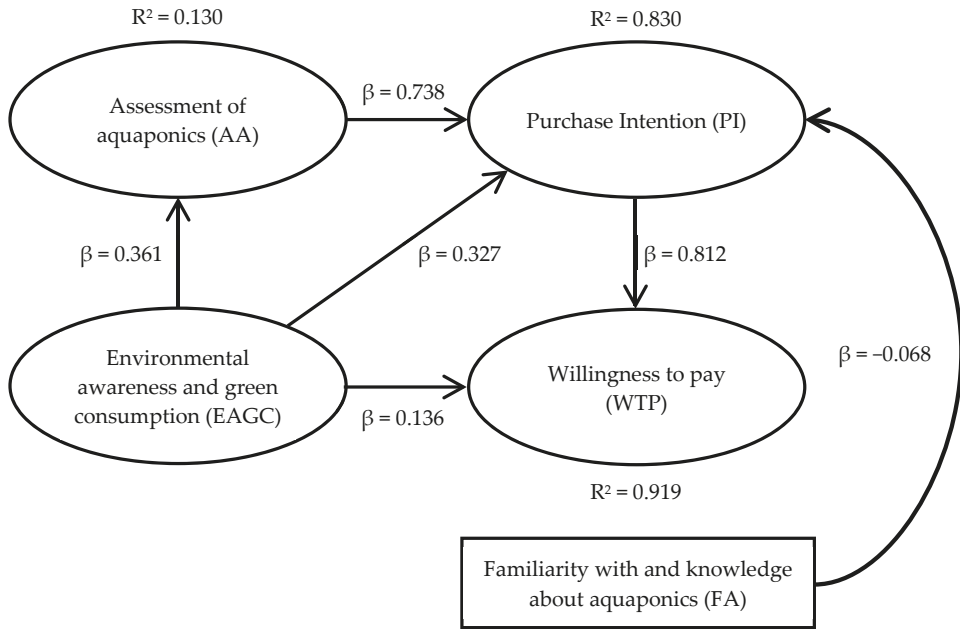 R² = 0.130
R² = 0.830
Assessment of
aquaponics (AA)
β = 0.738
Purchase Intention (PI)
β = 0.361
β = 0.327
β = 0.812
β = –0.068
Environmental
awareness and green
consumption (EAGC)
β = 0.136
Willingness to pay
(WTP)
R² = 0.919
Familiarity with and knowledge
about aquaponics (FA)